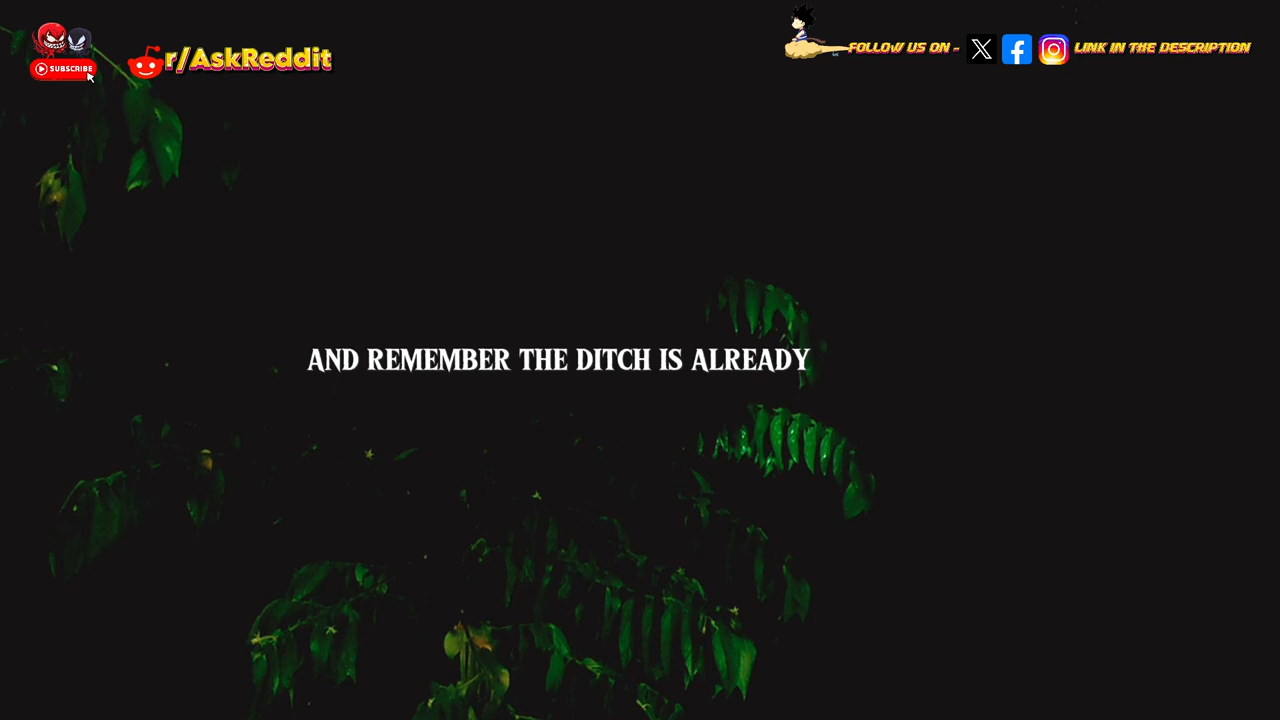 SUBSCRIBE
r/AskReddit
FOLLOW US ON -
LINK IN THE DESCRIPTION
AND REMEMBER THE DITCH IS ALREADY